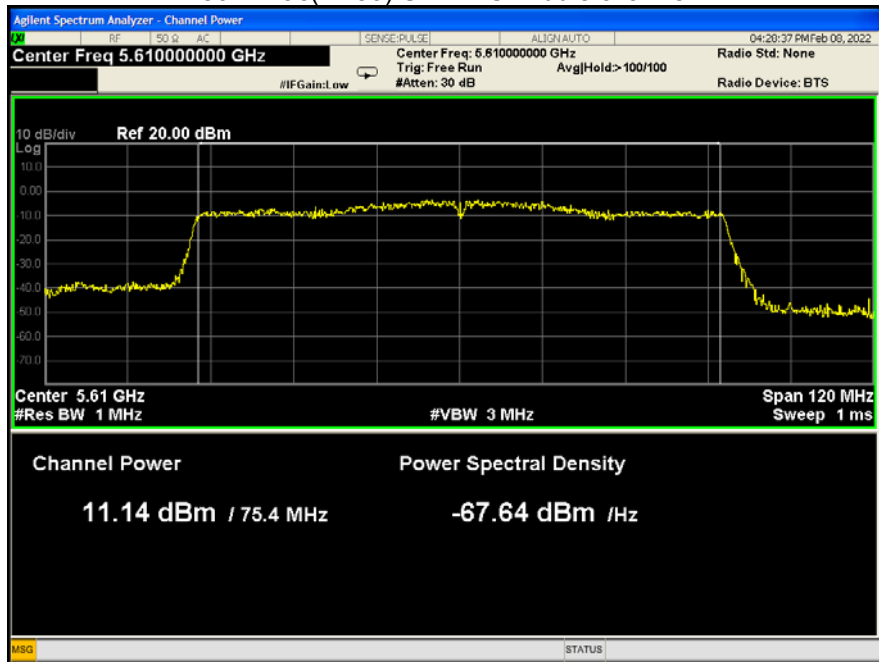 Agilent Spectrum Analyzer - Channel Power
RF 50 Ω AC SENSE:PULSE ALIGN AUTO 04:28:37 PM Feb 08, 2022
Center Freq 5.610000000 GHz
Center Freq: 5.610000000 GHz
Radio Std: None
Trig: Free Run Avg|Hold:>100/100
#IFGain:Low #Atten: 30 dB Radio Device: BTS
10 dB/div Ref 20.00 dBm
Log
10.0
0.00
-10.0
-20.0
-30.0
-40.0
-50.0
-60.0
-70.0
Center 5.61 GHz Span 120 MHz
#Res BW 1 MHz #VBW 3 MHz Sweep 1 ms
Channel Power Power Spectral Density
11.14 dBm / 75.4 MHz -67.64 dBm /Hz
MSG STATUS